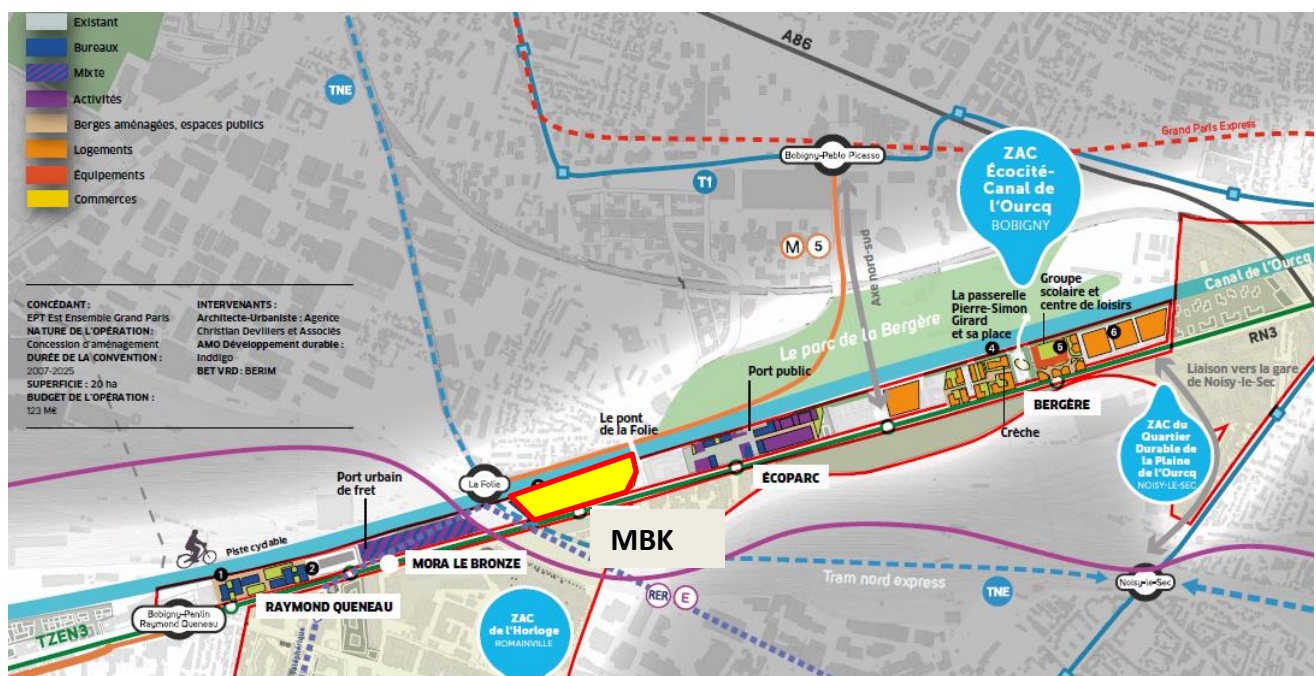 Existant
Bureaux
Mixte
Activités
Berges aménagées, espaces publics
Logements
Équipements
Commerces
CONCÉDANT :
EPT Est Ensemble Grand Paris
NATURE DE L'OPÉRATION :
Concession d'aménagement
DURÉE DE LA CONVENTION :
2007-2025
SUPERFICIE : 20 ha
BUDGET DE L'OPÉRATION :
123 M€
INTERVENANTS :
Architecte-Urbaniste : Agence
Christian Devillers et Associés
AMO Développement durable :
Inddigo
BET VRD : BERIM
TNE
A86
Grand Paris Express
Bobigny-Pablo Picasso
T1
M 5
Axe nord-sud
ZAC
Écocité-
Canal de
l'Ourcq
BOBIGNY
Canal de l'Ourcq
Le parc de la Bergère
La passerelle
Pierre-Simon
Girard
et sa place
Groupe
scolaire et
centre de loisirs
4
5
6
RN3
Liaison vers la gare
de Noisy-le-Sec
Port public
BERGÈRE
Crèche
Le pont
de la Folie
ZAC du
Quartier
Durable de
la Plaine
de l'Ourcq
NOISY-LE-SEC
ÉCOPARC
La Folie
Port urbain
de fret
MBK
Piste cyclable
1
2
MORA LE BRONZE
RAYMOND QUENEAU
Bobigny-Pantin
Raymond Queneau
TZEN3
Téléphérique
ZAC
de l'Horloge
ROMAINVILLE
RER E
Tram nord express
TNE
Noisy-le-Sec